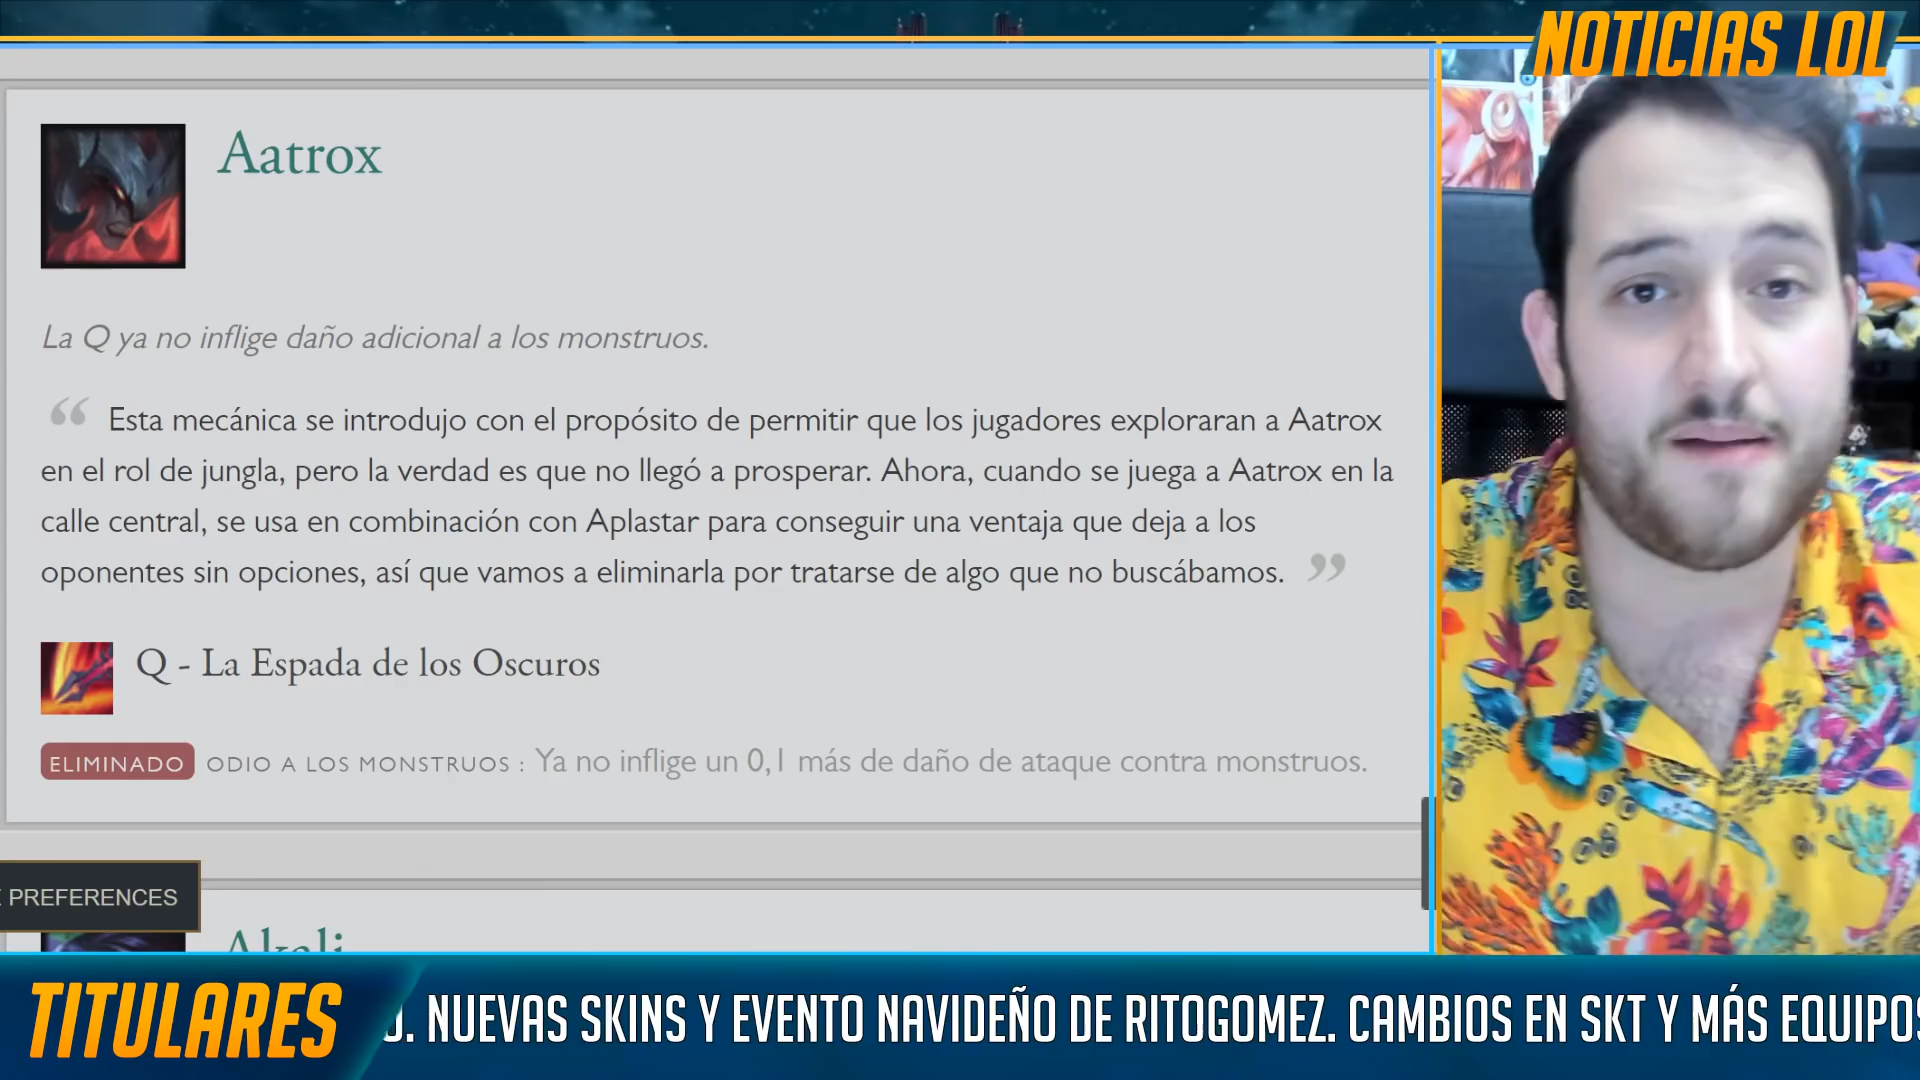 NOTICIAS LOL
Aatrox
La Q ya no inflige daño adicional a los monstruos.
“ Esta mecánica se introdujo con el propósito de permitir que los jugadores exploraran a Aatrox
en el rol de jungla, pero la verdad es que no llegó a prosperar. Ahora, cuando se juega a Aatrox en la
calle central, se usa en combinación con Aplastar para conseguir una ventaja que deja a los
oponentes sin opciones, así que vamos a eliminarla por tratarse de algo que no buscábamos. ”
Q - La Espada de los Oscuros
ELIMINADO ODIO A LOS MONSTRUOS : Ya no inflige un 0,1 más de daño de ataque contra monstruos.
PREFERENCES
Akali
TITULARES
. NUEVAS SKINS Y EVENTO NAVIDEÑO DE RITOGOMEZ. CAMBIOS EN SKT Y MÁS EQUIPOS